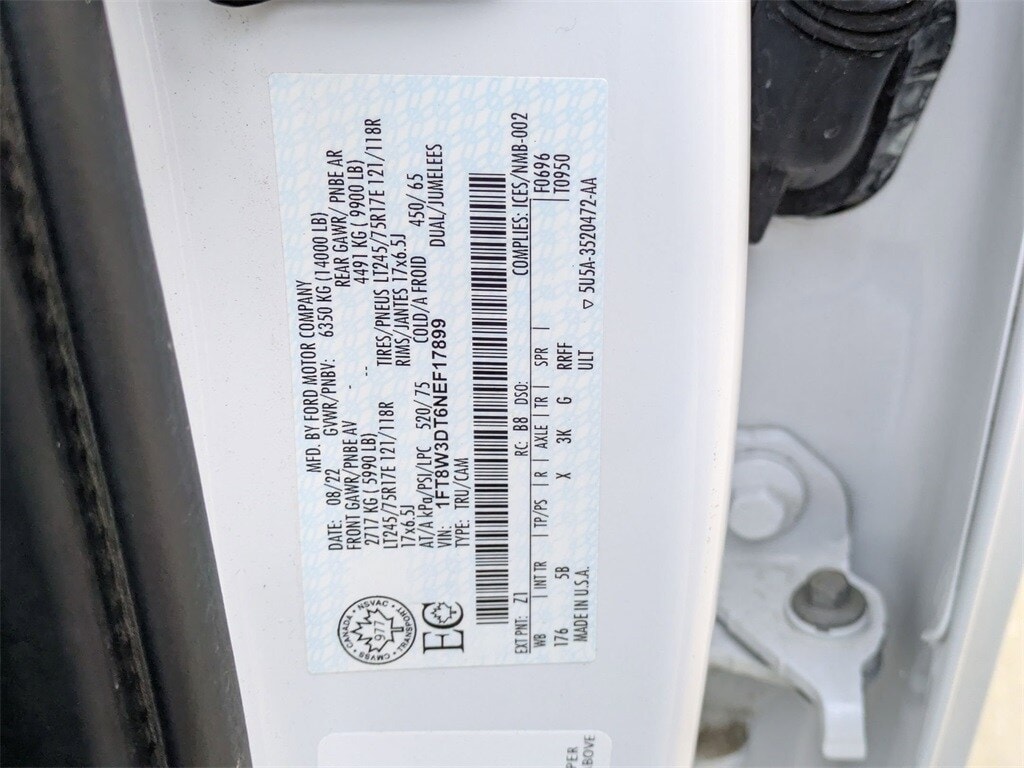 MFD. BY FORD MOTOR COMPANY
DATE: 08/22 GVWR/PNBV: 6350 KG (14000 LB)
FRONT GAWR/PNBE AV - REAR GAWR/ PNBE AR
2717 KG ( 5990 LB) -- 4491 KG ( 9900 LB)
LT245/75R17E 121/118R TIRES/PNEUS LT245/75R17E 121/118R
17x6.5J RIMS/JANTES 17x6.5J
AT/A kPa/PSI/LPC 520/75 COLD/A FROID 450/65
VIN: 1FT8W3DT6NEF17899 DUAL/JUMELEES
TYPE: TRU/CAM
CANADA • NSVAC •
TRANSPORT
CMVSS
977
EC
EXT PNT: Z1 RC: B8 DSO: COMPLIES: ICES/NMB-002
WB | INT TR | TP/PS | R | AXLE | TR | SPR | F0696
176 5B X 3K G RRFF T0950
MADE IN U.S.A. ULT ▽ 5U5A-3520472-AA
PER
BOVE